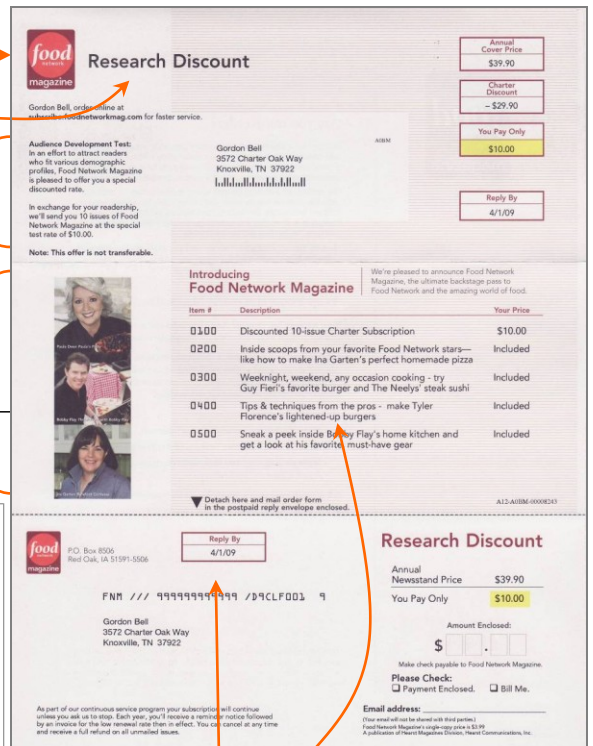 food
network
magazine
Research Discount
Annual
Cover Price
$39.90
Charter
Discount
– $29.90
You Pay Only
$10.00
Reply By
4/1/09
Gordon Bell, order online at
subscribe.foodnetworkmag.com for faster service.
Audience Development Test:
In an effort to attract readers
who fit various demographic
profiles, Food Network Magazine
is pleased to offer you a special
discounted rate.
In exchange for your readership,
we'll send you 10 issues of Food
Network Magazine at the special
test rate of $10.00.
Note: This offer is not transferable.
A0BM
Gordon Bell
3572 Charter Oak Way
Knoxville, TN 37922
Introducing
Food Network Magazine
We're pleased to announce Food Network
Magazine, the ultimate backstage pass to
Food Network and the amazing world of food.
Item # Description Your Price
0100 Discounted 10-issue Charter Subscription $10.00
0200 Inside scoops from your favorite Food Network stars—
like how to make Ina Garten's perfect homemade pizza Included
0300 Weeknight, weekend, any occasion cooking - try
Guy Fieri's favorite burger and The Neelys' steak sushi Included
0400 Tips & techniques from the pros - make Tyler
Florence's lightened-up burgers Included
0500 Sneak a peek inside Bobby Flay's home kitchen and
get a look at his favorite, must-have gear Included
Detach here and mail order form
in the postpaid reply envelope enclosed.
A12-A0BM-0000E243
food
network
magazine
P.O. Box 8506
Red Oak, IA 51591-5506
Reply By
4/1/09
FNM /// 999999999999 /D9CLF001 9
Gordon Bell
3572 Charter Oak Way
Knoxville, TN 37922
As part of our continuous service program your subscription will continue
unless you ask us to stop. Each year, you'll receive a reminder notice followed
by an invoice for the low renewal rate then in effect. You can cancel at any time
and receive a full refund on all unmailed issues.
Research Discount
Annual
Newsstand Price $39.90
You Pay Only $10.00
Amount Enclosed:
$ .
Make check payable to Food Network Magazine.
Please Check:
Payment Enclosed. Bill Me.
Email address:
(Your email will not be shared with third parties.)
Food Network Magazine's single-copy price is $3.99
A publication of Hearst Magazines Division, Hearst Communications, Inc.